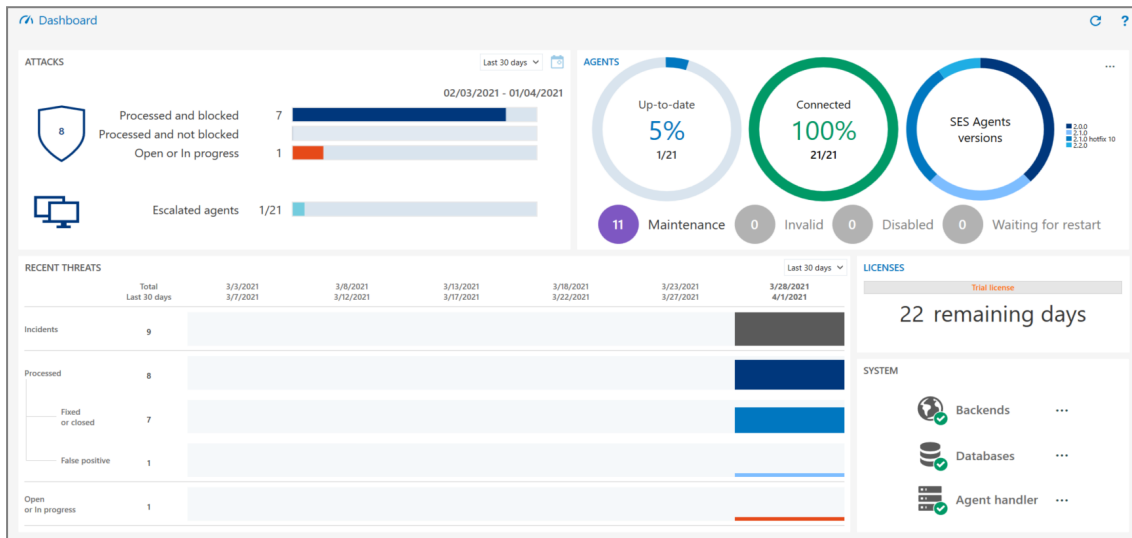 Dashboard
?
ATTACKS
Last 30 days
02/03/2021 - 01/04/2021
8
Processed and blocked 7
Processed and not blocked
Open or In progress 1
Escalated agents 1/21
AGENTS
...
Up-to-date
5%
1/21
Connected
100%
21/21
SES Agents
versions
2.0.0
2.1.0
2.1.0 hotfix 10
2.2.0
11 Maintenance 0 Invalid 0 Disabled 0 Waiting for restart
RECENT THREATS
Last 30 days
Total
Last 30 days
3/3/2021
3/7/2021
3/8/2021
3/12/2021
3/13/2021
3/17/2021
3/18/2021
3/22/2021
3/23/2021
3/27/2021
3/28/2021
4/1/2021
Incidents 9
Processed 8
Fixed
or closed 7
False positive 1
Open
or In progress 1
LICENSES
Trial license
22 remaining days
SYSTEM
Backends ...
Databases ...
Agent handler ...